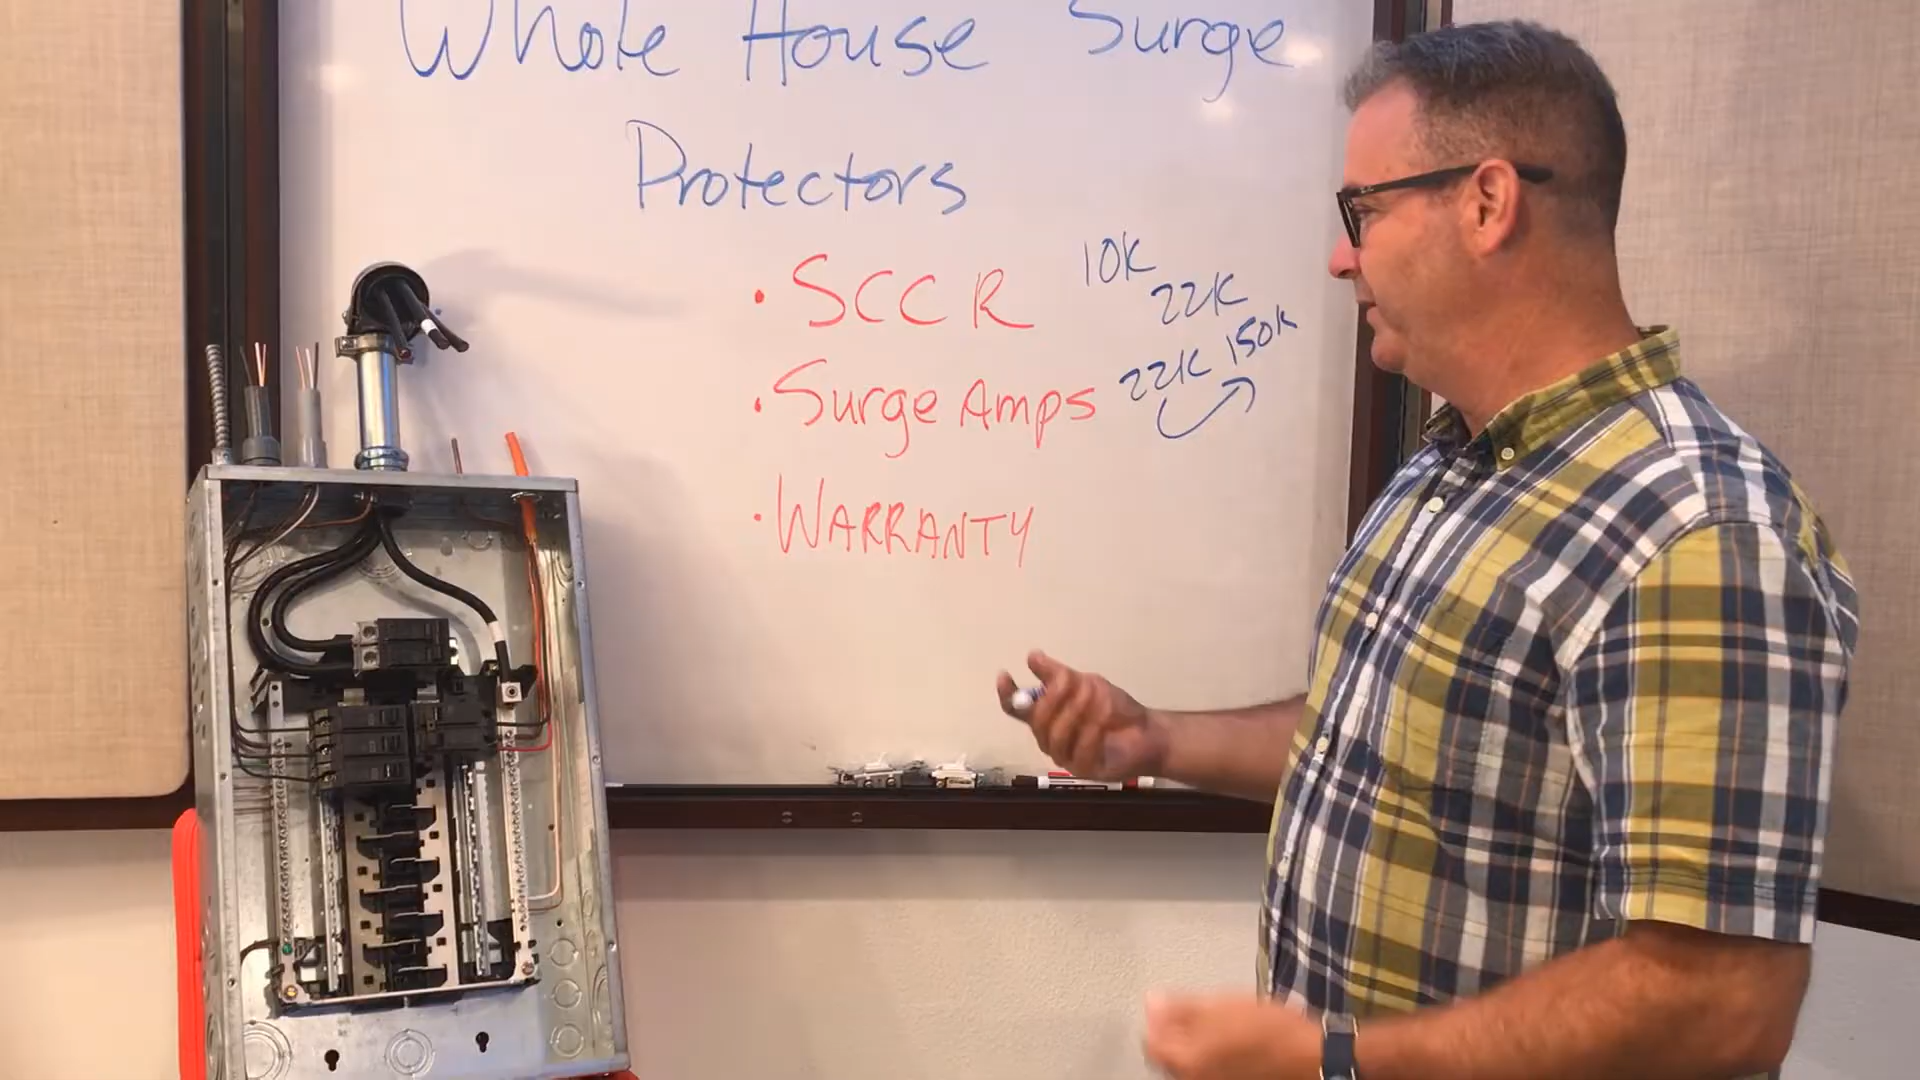 Whole House Surge
Protectors
• SCCR 10K
22K
• Surge Amps 22K 150K
• WARRANTY